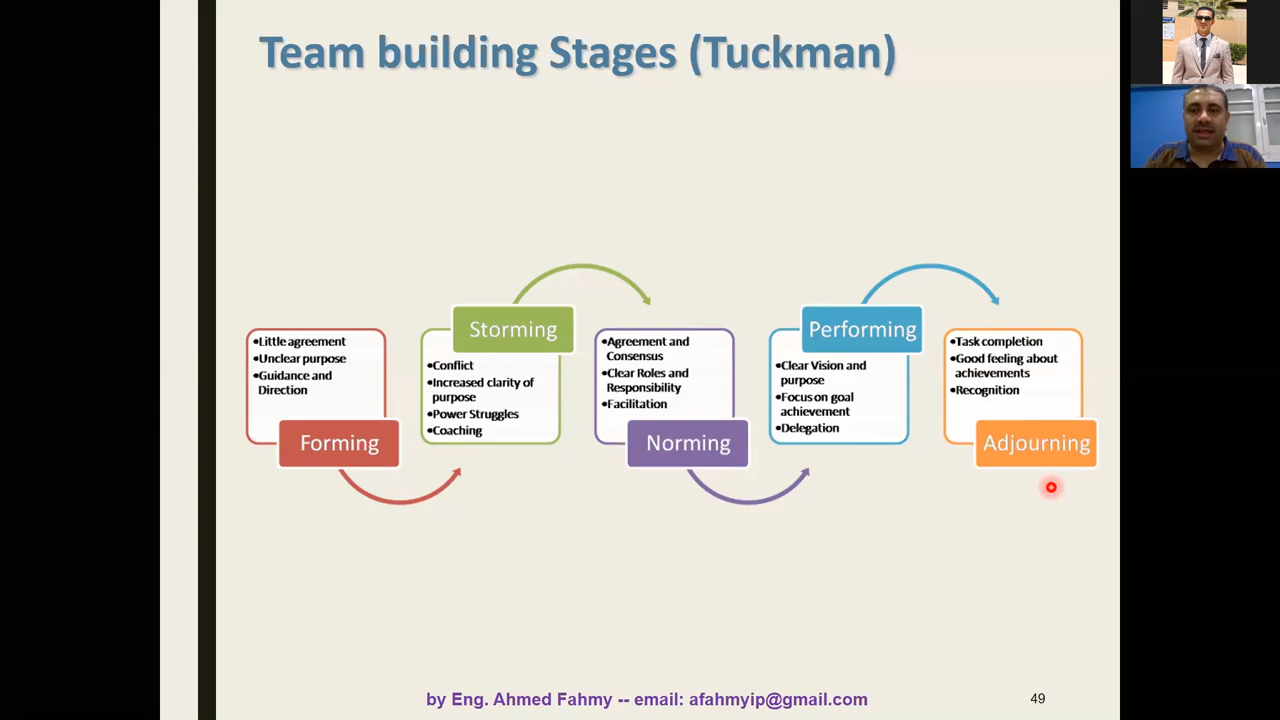 Team building Stages (Tuckman)
•Little agreement
•Unclear purpose
•Guidance and
Direction
Forming
Storming
•Conflict
•Increased clarity of
purpose
•Power Struggles
•Coaching
•Agreement and
Consensus
•Clear Roles and
Responsibility
•Facilitation
Norming
Performing
•Clear Vision and
purpose
•Focus on goal
achievement
•Delegation
•Task completion
•Good feeling about
achievements
•Recognition
Adjourning
by Eng. Ahmed Fahmy -- email: afahmyip@gmail.com
49